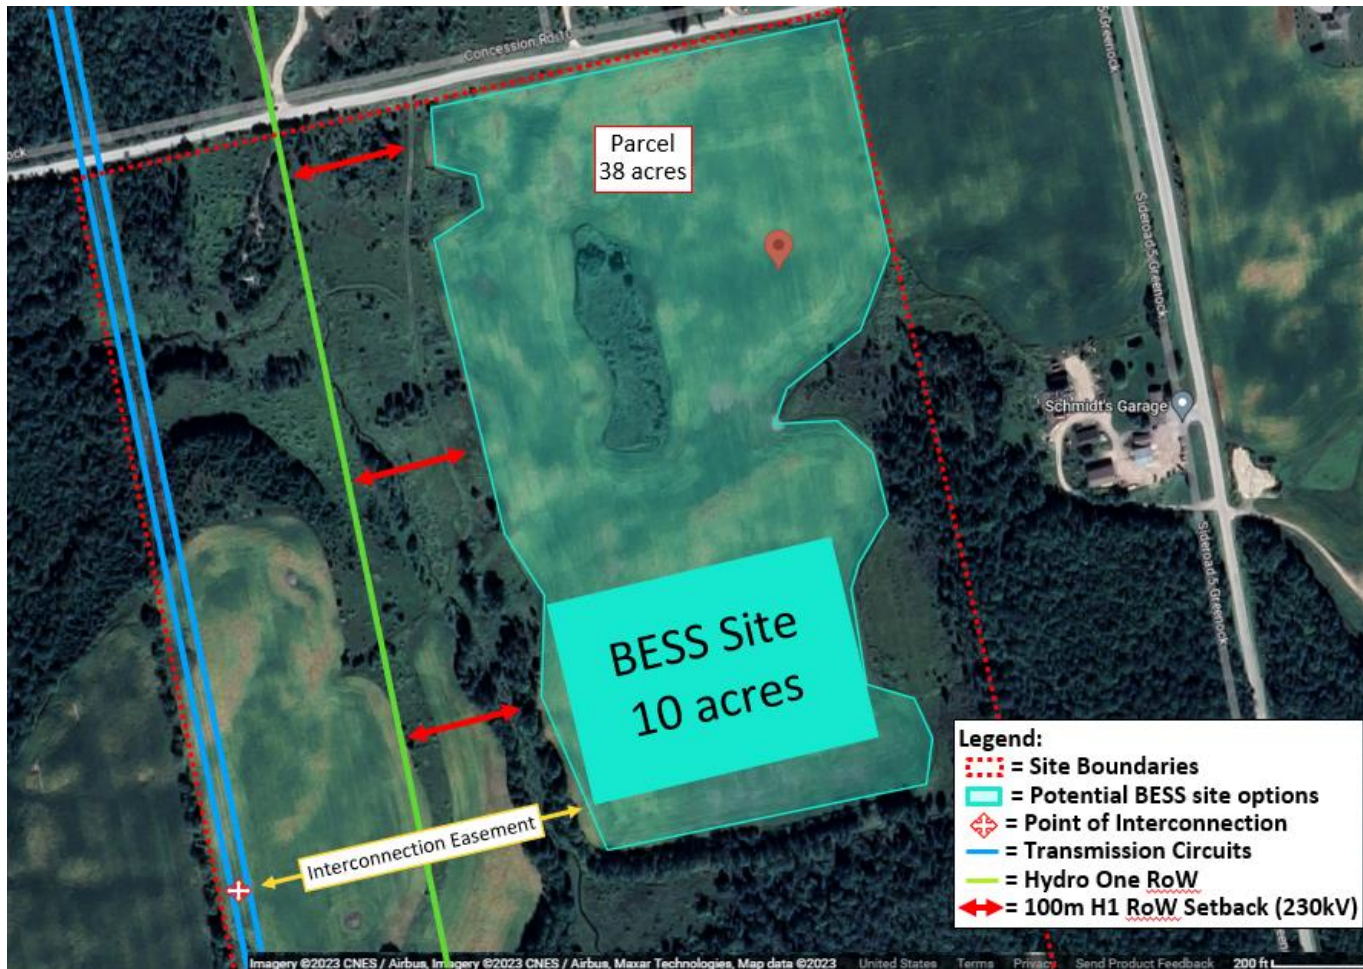 Concession Rd 10
5 Greenock
ock
Parcel
38 acres
Sideroad 5 Greenock
Schmidt's Garage
Sideroad 5 Greenock
BESS Site
10 acres
Interconnection Easement
Legend:
= Site Boundaries
= Potential BESS site options
= Point of Interconnection
= Transmission Circuits
= Hydro One RoW
= 100m H1 RoW Setback (230kV)
Imagery ©2023 CNES / Airbus, Imagery ©2023 CNES / Airbus, Maxar Technologies, Map data ©2023 United States Terms Privacy Send Product Feedback 200 ft